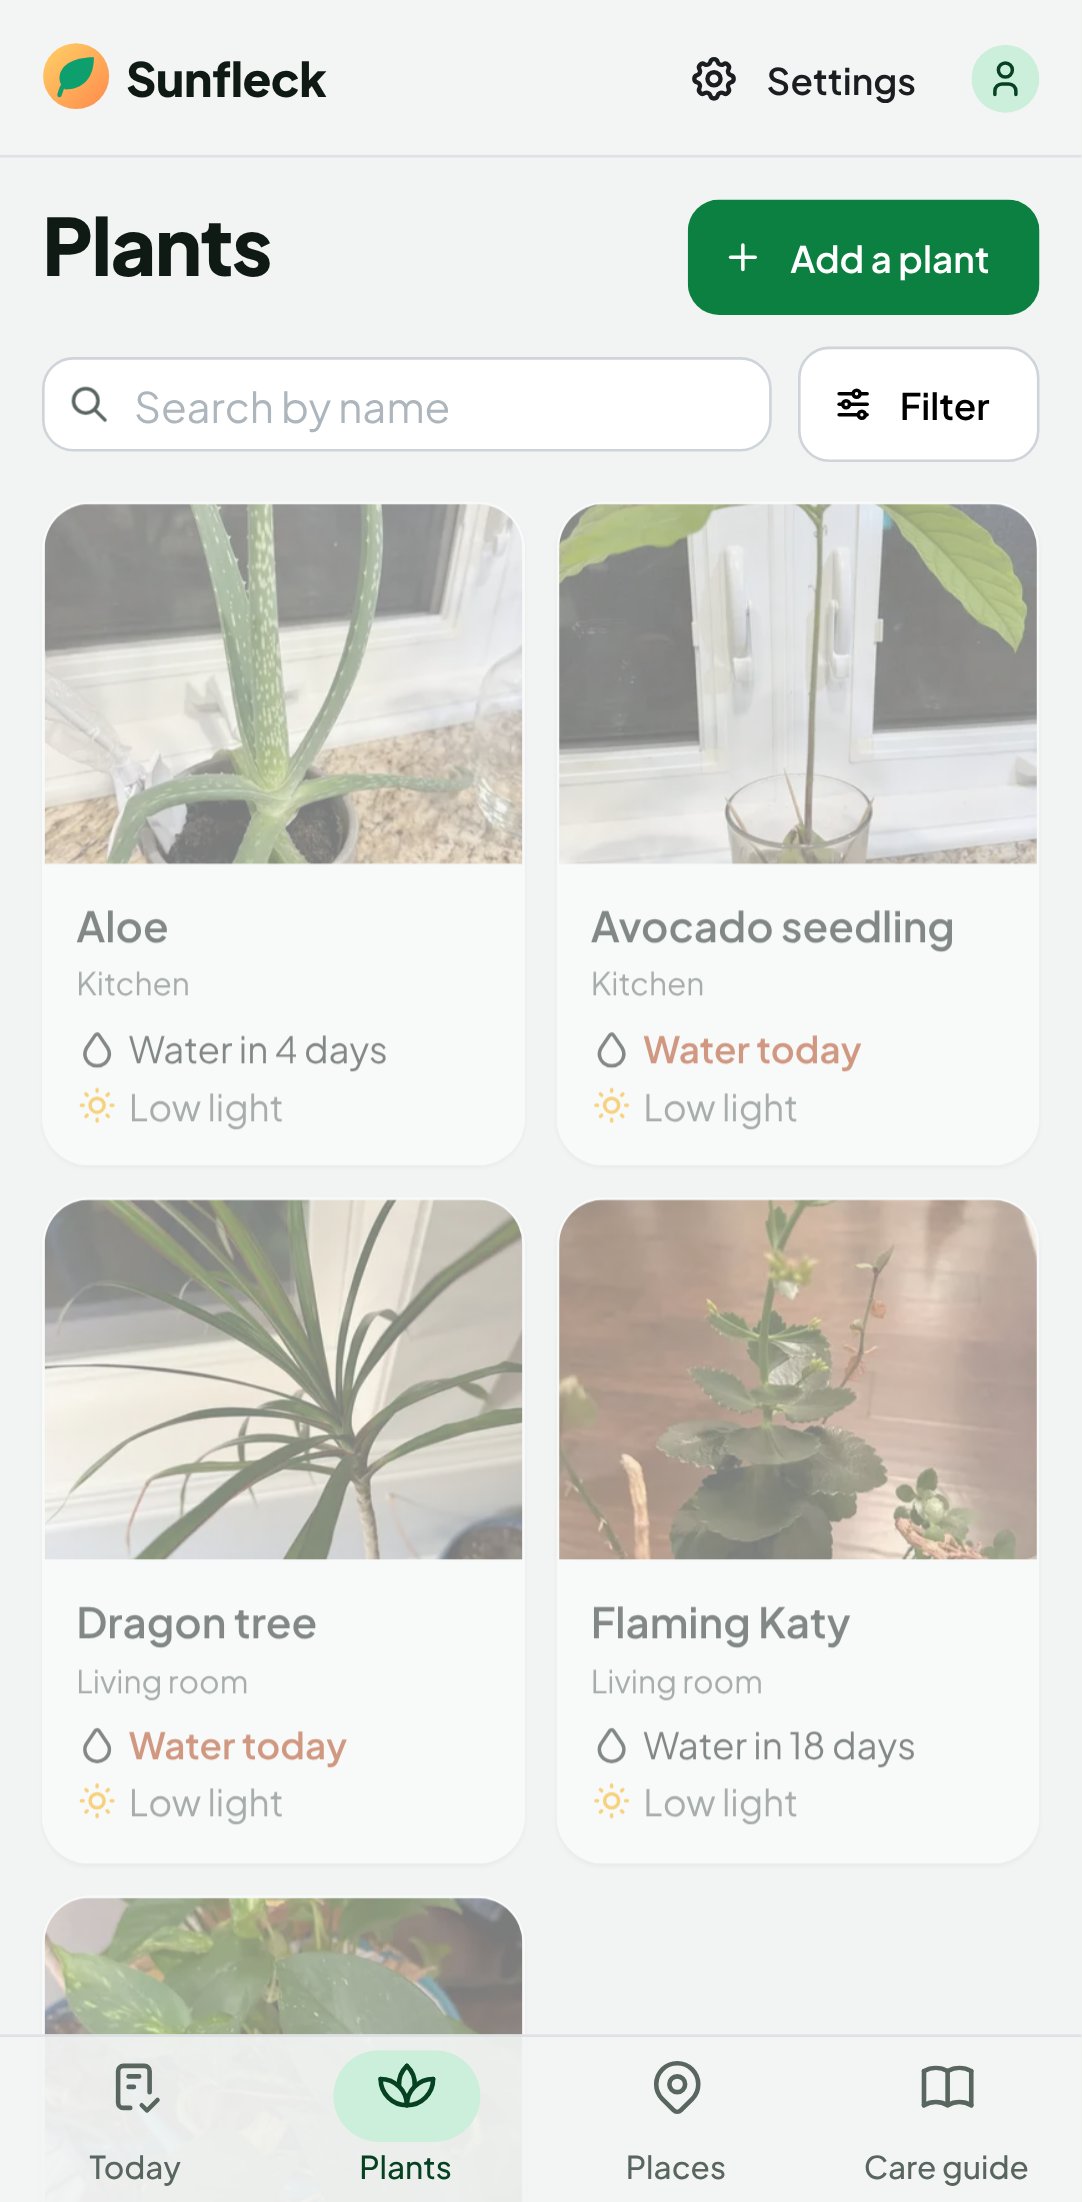 Sunfleck
Settings
Plants
Add a plant
Search by name
Filter
Aloe
Kitchen
Water in 4 days
Low light
Avocado seedling
Kitchen
Water today
Low light
Dragon tree
Living room
Water today
Low light
Flaming Katy
Living room
Water in 18 days
Low light
Today
Plants
Places
Care guide